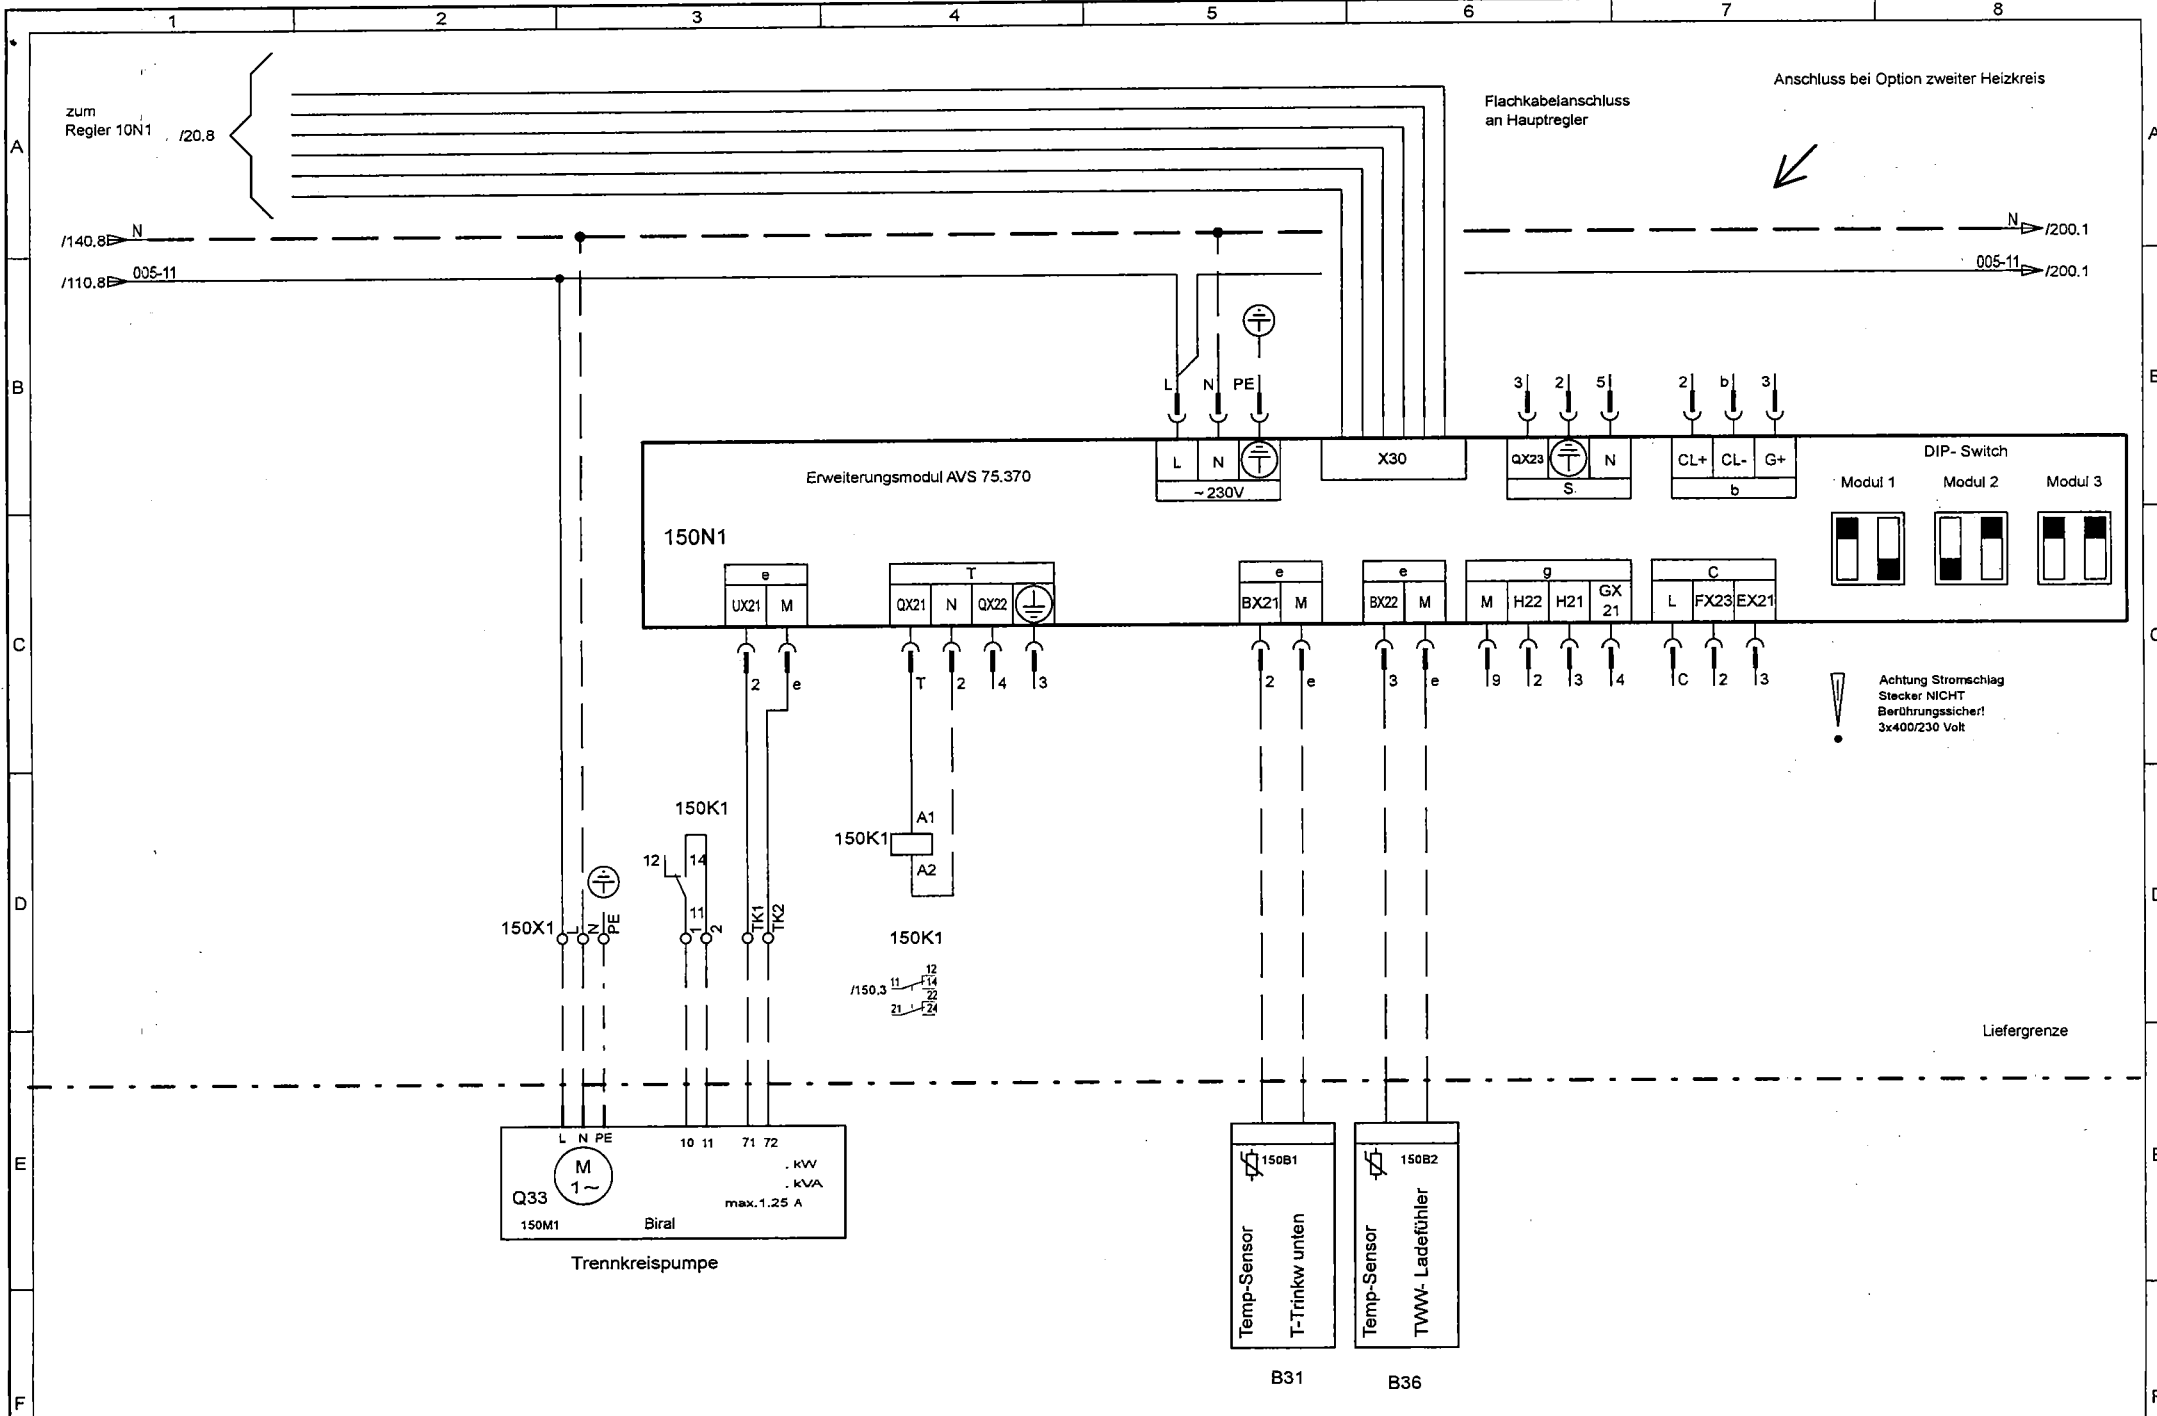 1 2 3 4 5 6 7 8
A
B
C
D
E
F
zum
Regler 10N1 /20.8
Flachkabelanschluss
an Hauptregler
Anschluss bei Option zweiter Heizkreis
/140.8 N
N /200.1
/110.8 005-11
005-11 /200.1
L N PE
3 2 5
2 b 3
Erweiterungsmodul AVS 75.370
L N
~ 230V
X30
QX23 N
S
CL+ CL- G+
b
DIP- Switch
Modul 1 Modul 2 Modul 3
150N1
e
UX21 M
T
QX21 N QX22
e
BX21 M
e
BX22 M
g
M H22 H21 GX
21
C
L FX23 EX21
2 e
T 2 4 3
2 e
3 e
9 2 3 4
C 2 3
Achtung Stromschlag
Stecker NICHT
Berührungssicher!
3x400/230 Volt
150K1
12 14
11
150K1
A1
A2
150X1 L N PE
1 2
TK1 TK2
150K1
/150.3 11 12
14
21 22
24
Liefergrenze
L N PE 10 11 71 72
M
1~
Q33
150M1
Biral
. kW
. kVA
max.1.25 A
Trennkreispumpe
150B1
Temp-Sensor
T-Trinkw unten
B31
150B2
Temp-Sensor
TWW- Ladefühler
B36